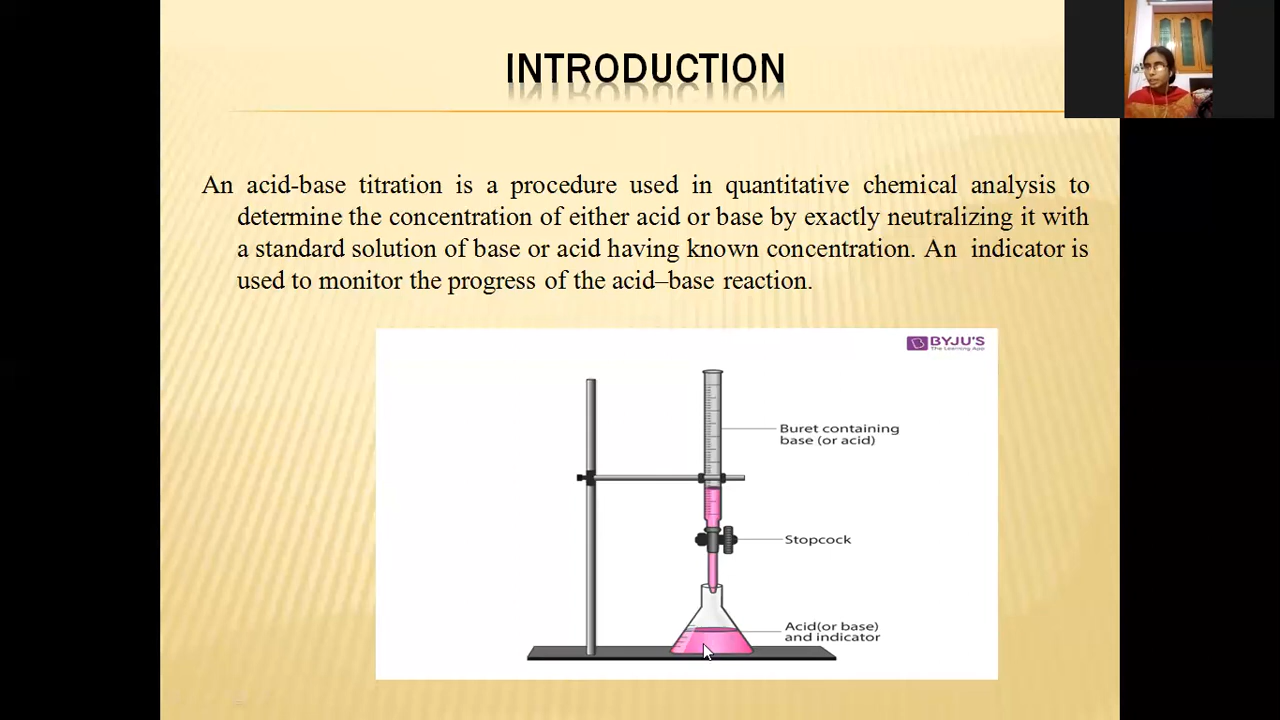 INTRODUCTION
An acid-base titration is a procedure used in quantitative chemical analysis to
determine the concentration of either acid or base by exactly neutralizing it with
a standard solution of base or acid having known concentration. An indicator is
used to monitor the progress of the acid–base reaction.
BYJU'S
The Learning App
Buret containing
base (or acid)
Stopcock
Acid(or base)
and indicator